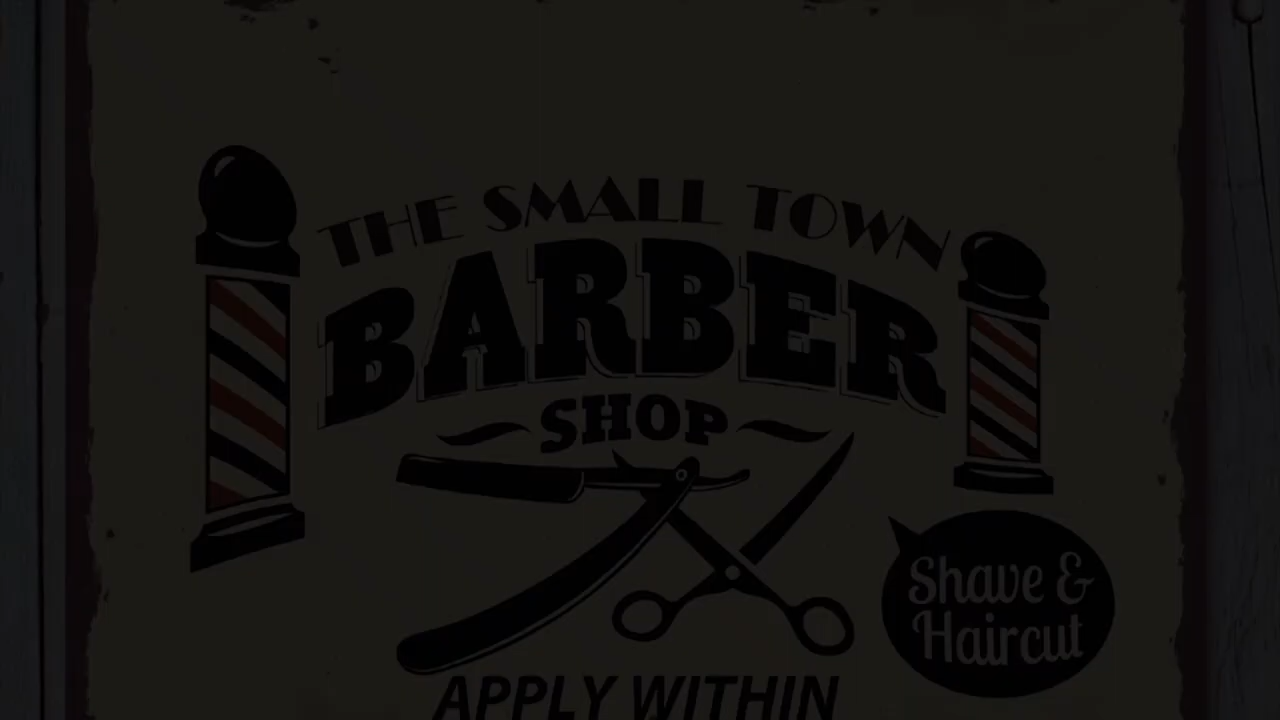 THE SMALL TOWN
BARBER
SHOP
Shave &
Haircut
APPLY WITHIN